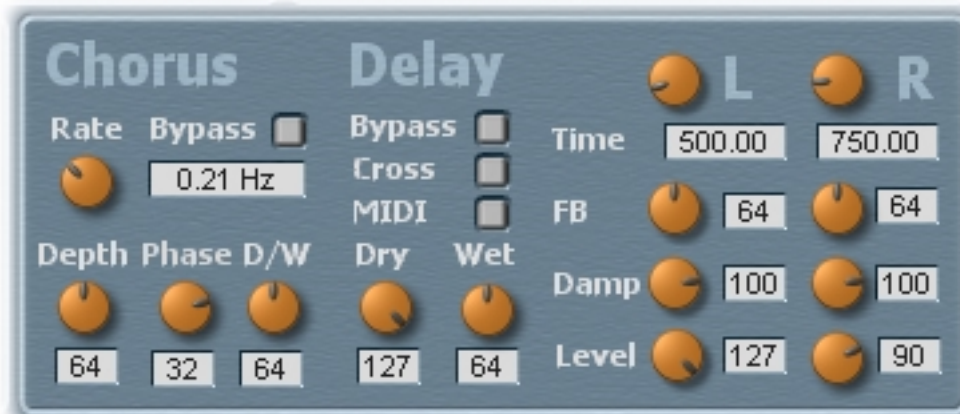 Chorus
Rate Bypass
0.21 Hz
Depth Phase D/W
64 32 64
Delay
Bypass
Cross
MIDI
Dry Wet
127 64
L R
Time 500.00 750.00
FB 64 64
Damp 100 100
Level 127 90